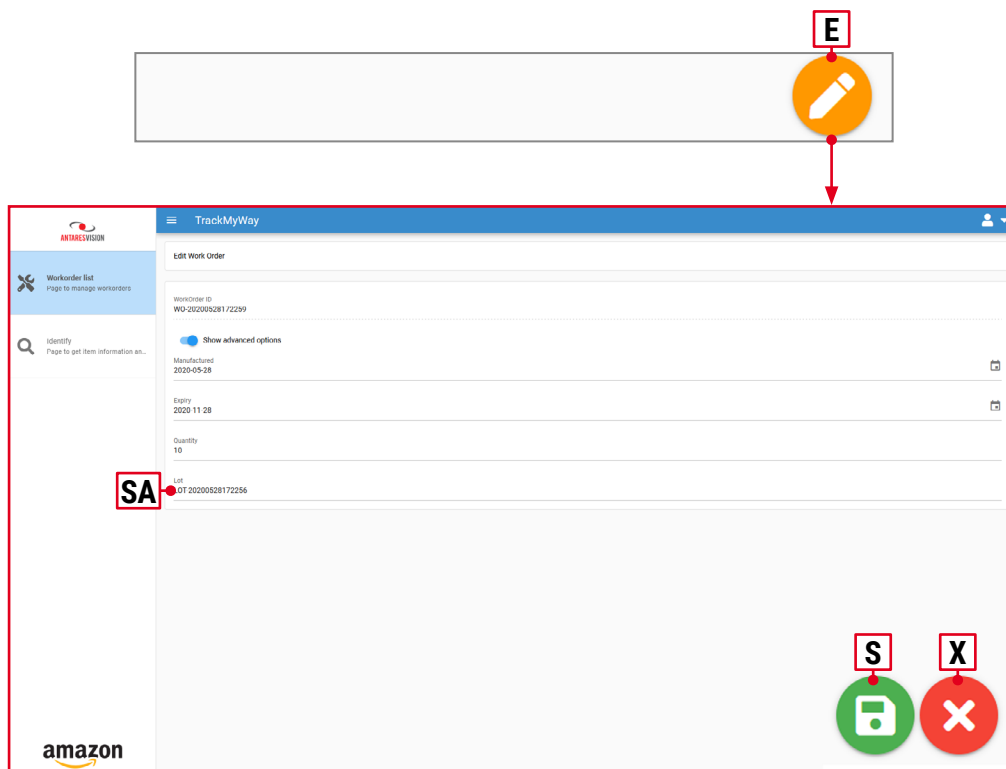 E
TrackMyWay
ANTARESVISION
Edit Work Order
Workorder list
Page to manage workorders
WorkOrder ID
WO-20200528172259
Show advanced options
Identify
Page to get item information an..
Manufactured
2020-05-28
Expiry
2020-11-28
Quantity
10
SA
Lot
LOT-20200528172256
S
X
amazon